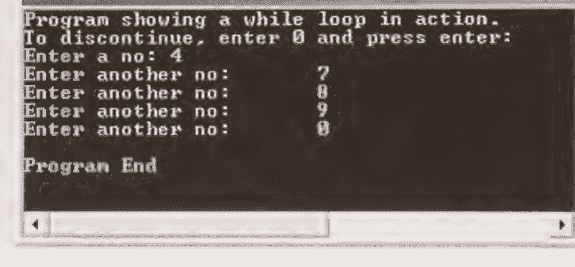 Program showing a while loop in action.
To discontinue, enter 0 and press enter:
Enter a no: 4
Enter another no: 7
Enter another no: 8
Enter another no: 9
Enter another no: 0
Program End